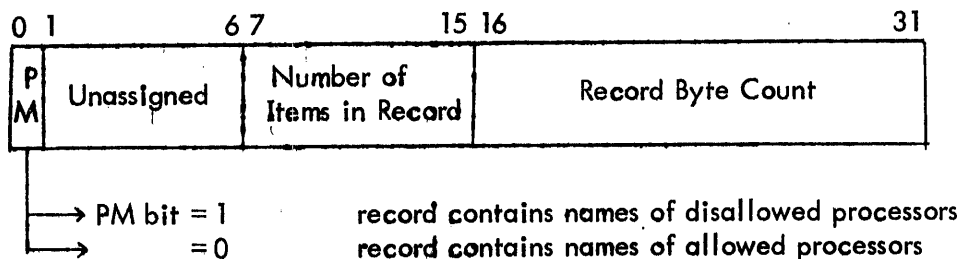 0 1 6 7 15 16 31
P M Unassigned Number of Items in Record Record Byte Count
PM bit = 1 record contains names of disallowed processors
= 0 record contains names of allowed processors